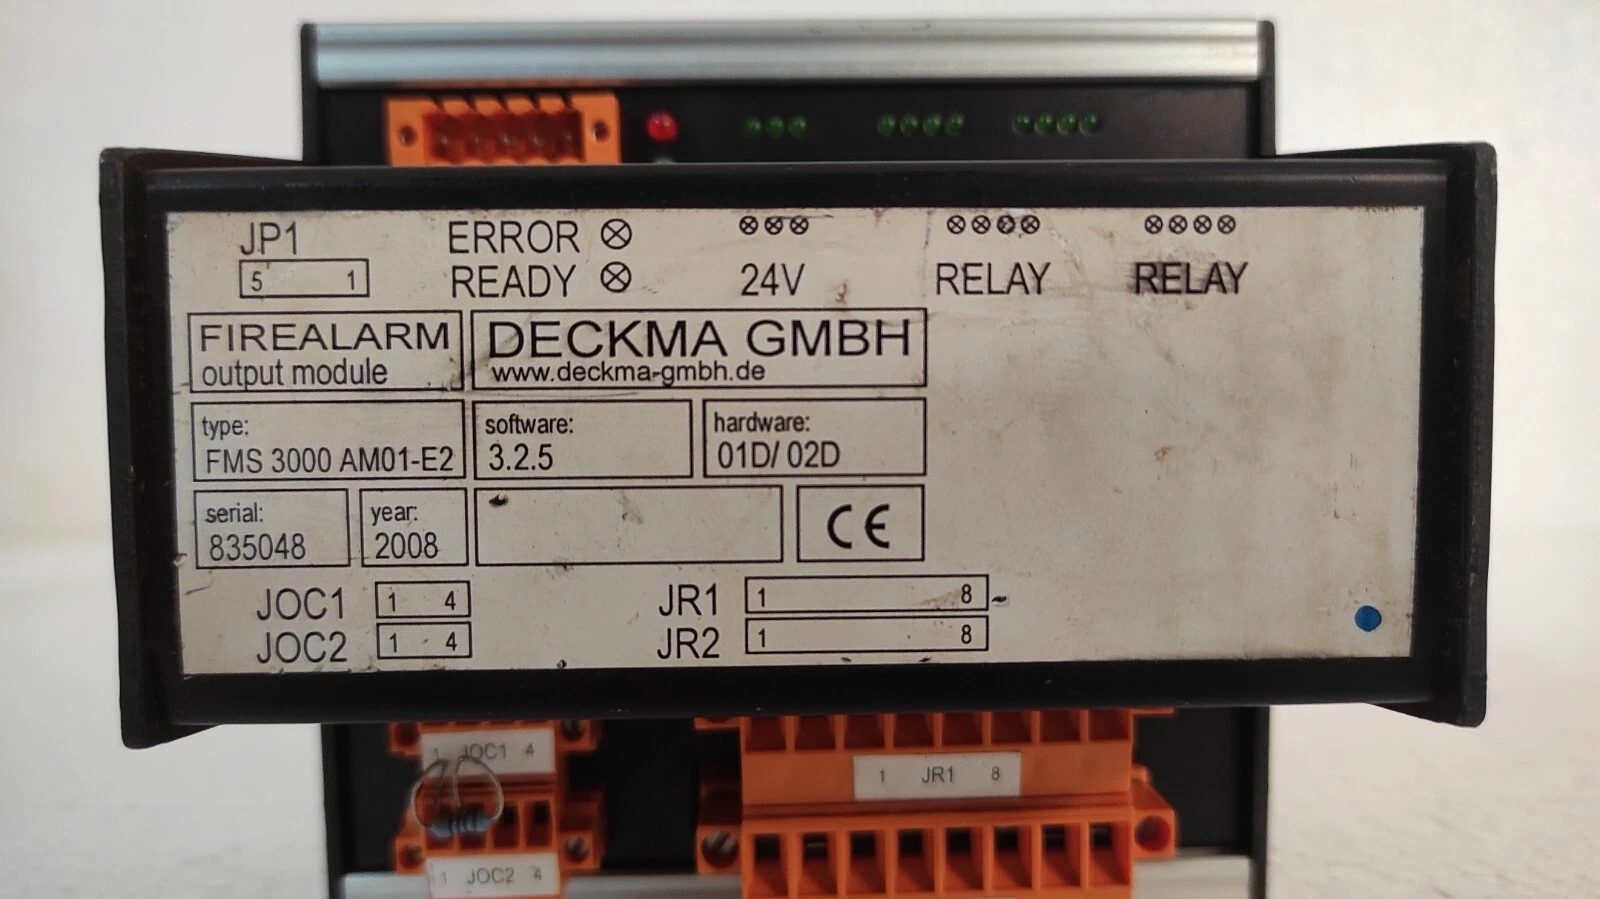 JP1
5 1
ERROR
READY
24V
RELAY
RELAY
FIREALARM
output module
DECKMA GMBH
www.deckma-gmbh.de
type:
FMS 3000 AM01-E2
software:
3.2.5
hardware:
01D/ 02D
serial:
835048
year:
2008
CE
JOC1 1 4
JOC2 1 4
JR1 1 8
JR2 1 8
1 JOC1 4
1 JR1 8
1 JOC2 4